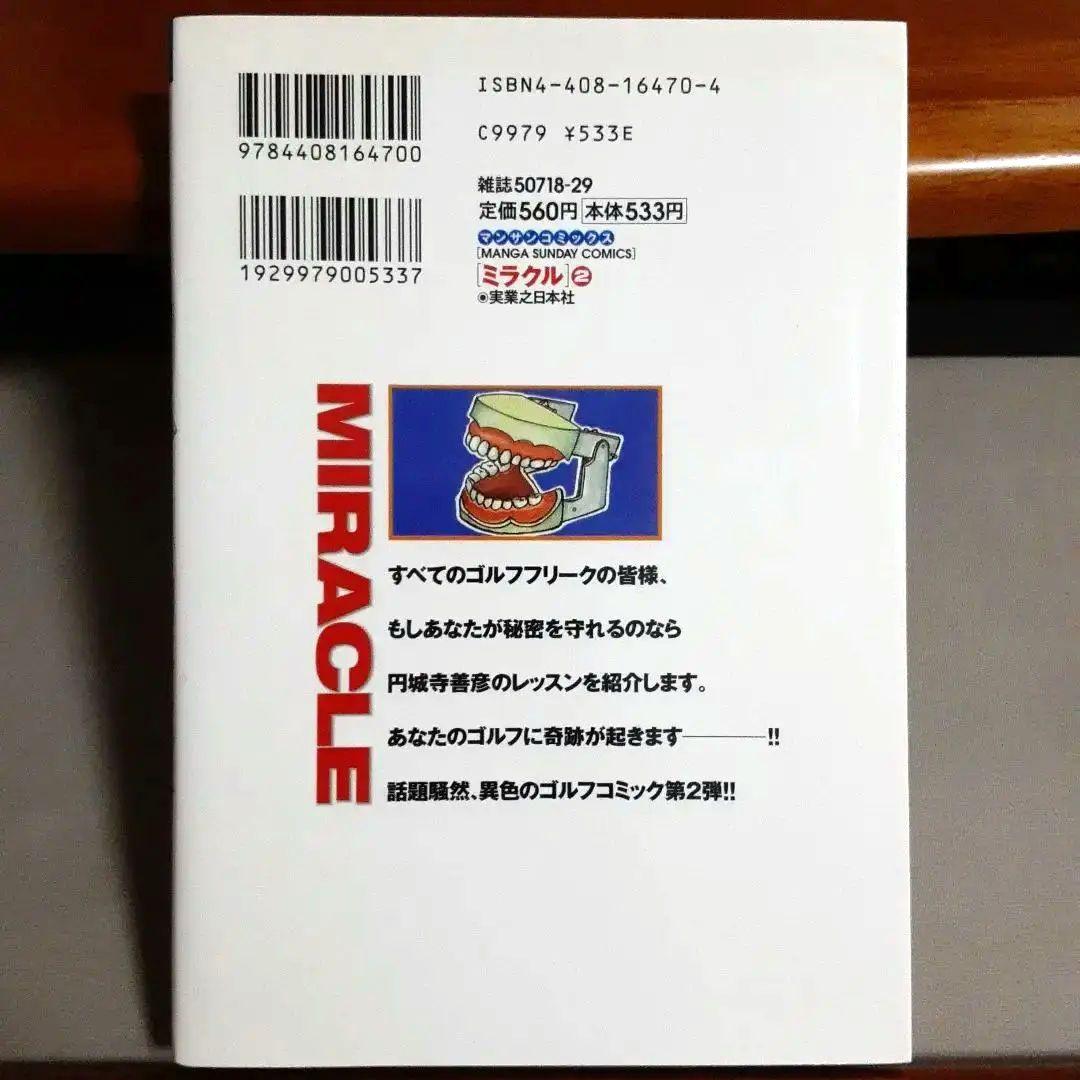 9784408164700
1929979005337
ISBN4-408-16470-4
C9979 ¥533E
雑誌50718-29
定価560円 本体533円
マンサンコミックス
[MANGA SUNDAY COMICS]
[ミラクル]2
◉実業之日本社
MIRACLE
すべてのゴルフフリークの皆様、
もしあなたが秘密を守れるのなら
円城寺善彦のレッスンを紹介します。
あなたのゴルフに奇跡が起きます———!!
話題騒然、異色のゴルフコミック第2弾!!